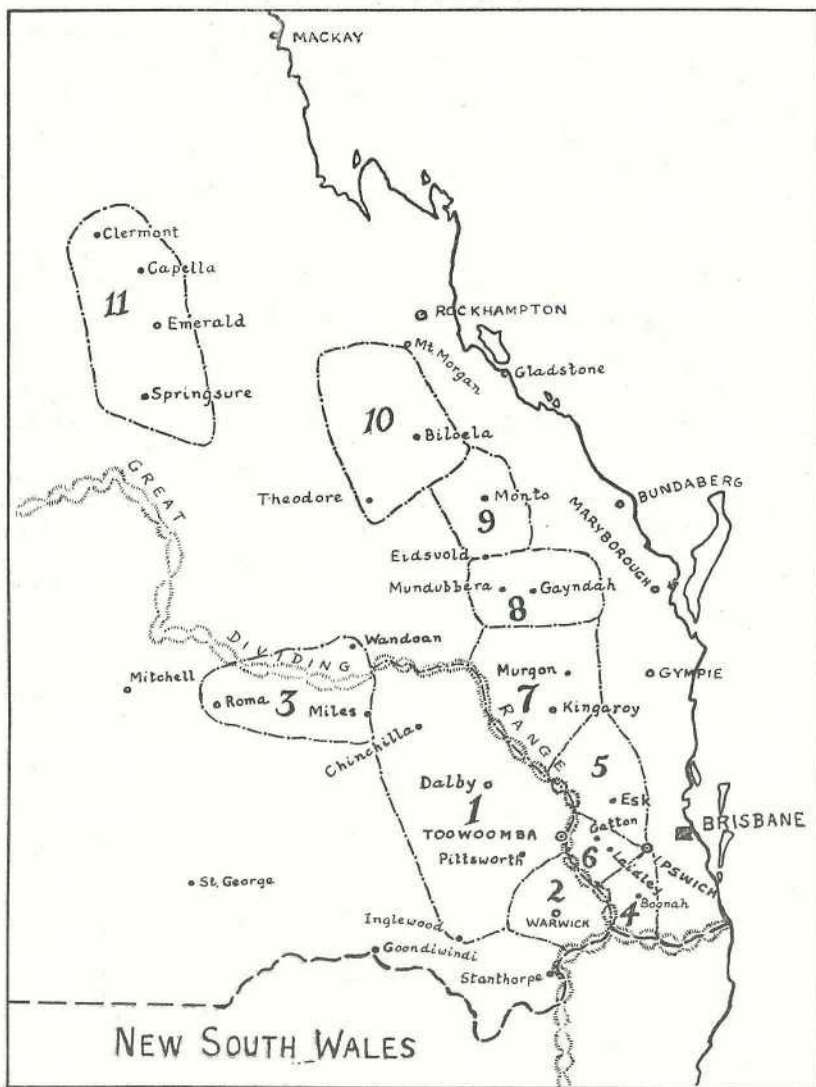 MACKAY
Clermont
Capella
11
Emerald
Springsure
ROCKHAMPTON
Mt. Morgan
Gladstone
10
Biloela
Theodore
GREAT
Monto
9
BUNDABERG
MARYBOROUGH
Eidsvold
Mundubbera
Gayndah
8
DIVIDING
Wandoan
Mitchell
Roma
3
Miles
Murgon
GYMPIE
7
Kingaroy
RANGE
Chinchilla
5
Dalby
1
Esk
TOOWOOMBA
Gatton
BRISBANE
Pittsworth
6
Laidley
IPSWICH
St. George
2
WARWICK
4
Boonah
Inglewood
Goondiwindi
Stanthorpe
NEW SOUTH WALES